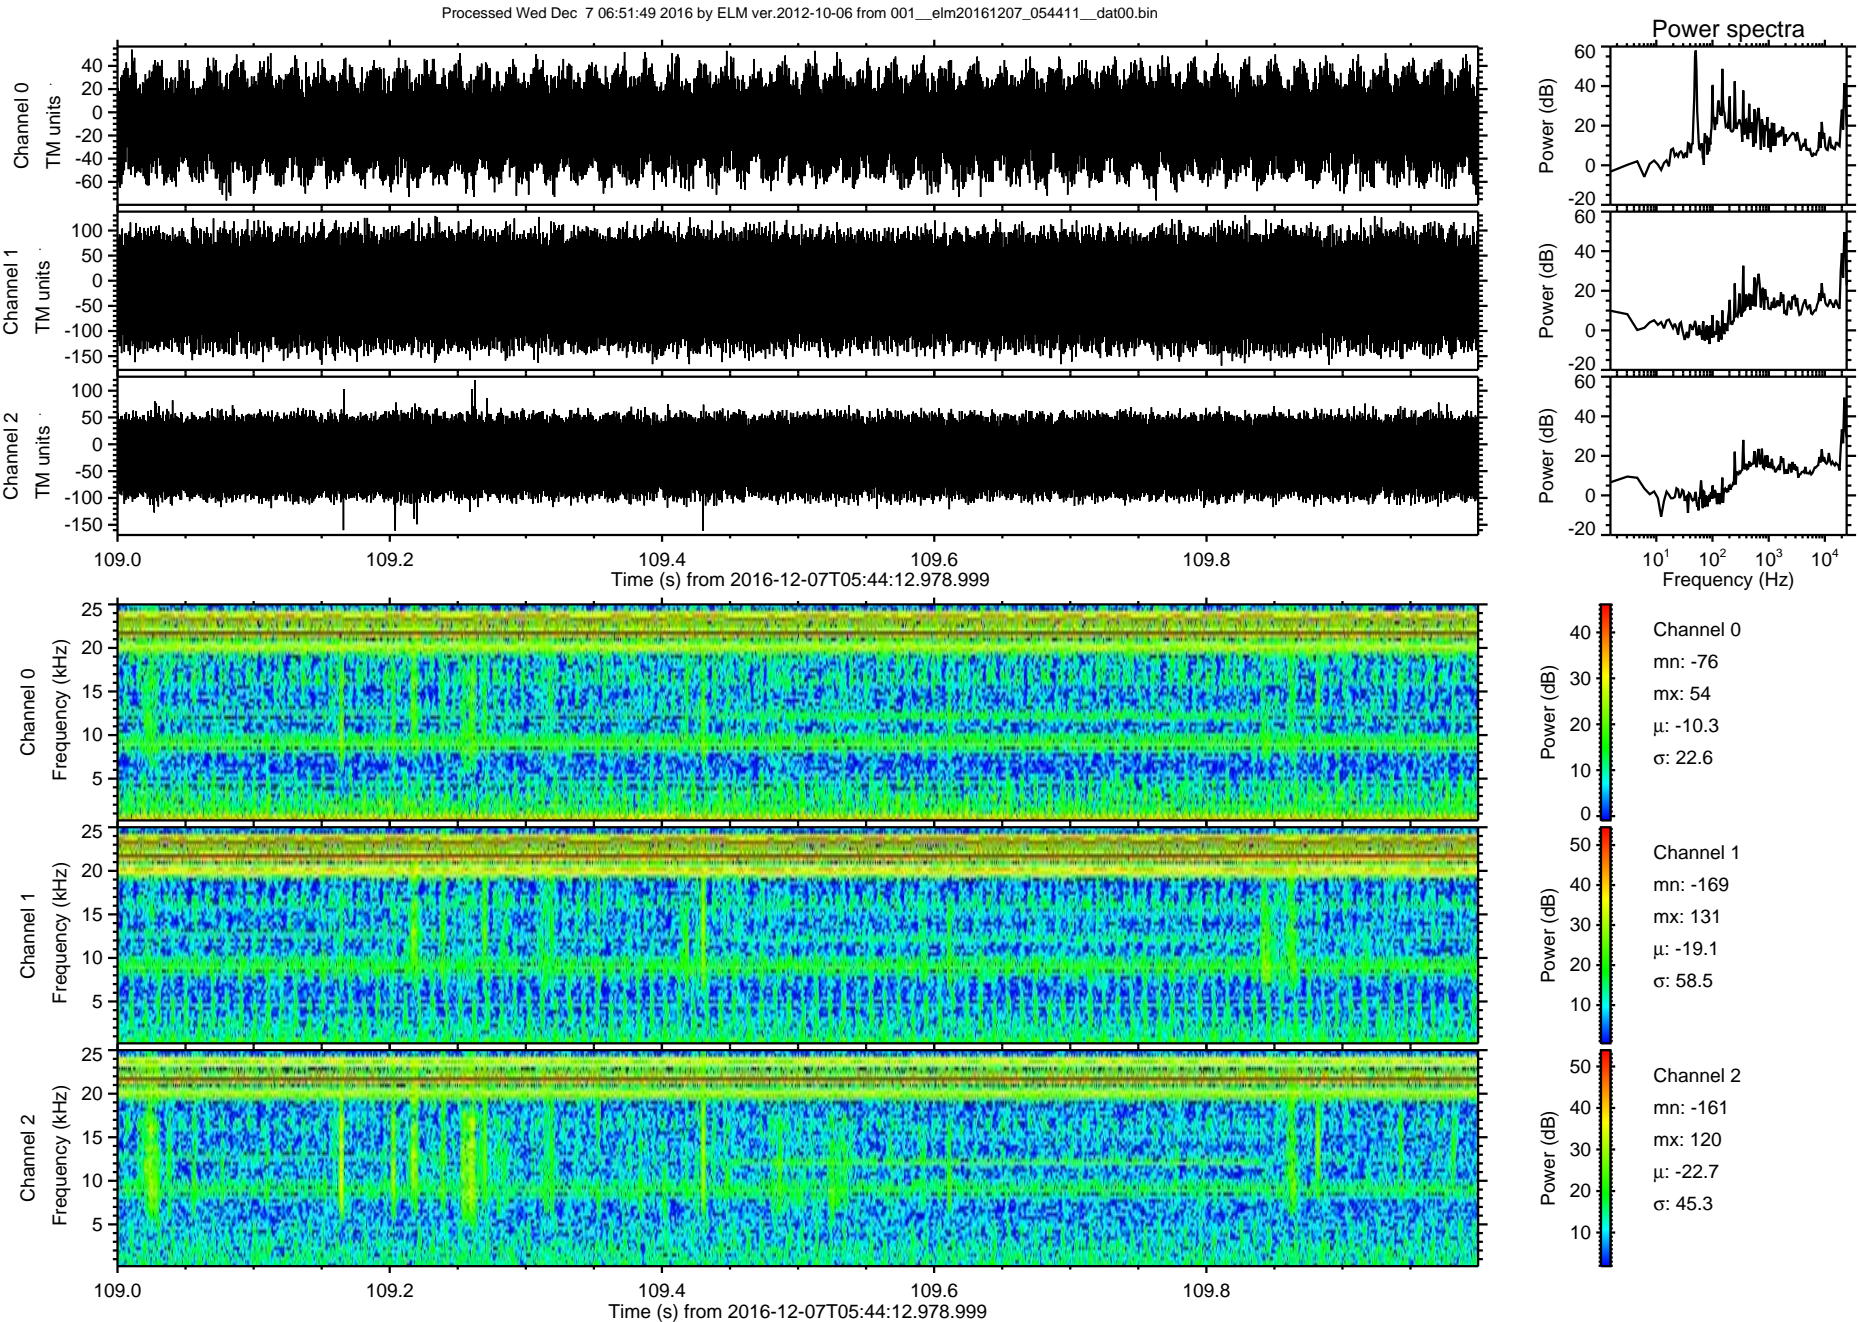 Processed Wed Dec  7 06:51:49 2016 by ELM ver.2012-10-06 from 001__elm20161207_054411__dat00.bin
Power spectra
Channel 0
TM units
40
20
0
-20
-40
-60
Power (dB)
60
40
20
0
-20
Channel 1
TM units
100
50
0
-50
-100
-150
Power (dB)
60
40
20
0
-20
Channel 2
TM units
100
50
0
-50
-100
-150
Power (dB)
60
40
20
0
-20
109.0
109.2
109.4
109.6
109.8
Time (s) from 2016-12-07T05:44:12.978.999
10¹
10²
10³
10⁴
Frequency (Hz)
Channel 0
Frequency (kHz)
25
20
15
10
5
Power (dB)
40
30
20
10
0
Channel 0
mn: -76
mx: 54
μ: -10.3
σ: 22.6
Channel 1
Frequency (kHz)
25
20
15
10
5
Power (dB)
50
40
30
20
10
Channel 1
mn: -169
mx: 131
μ: -19.1
σ: 58.5
Channel 2
Frequency (kHz)
25
20
15
10
5
Power (dB)
50
40
30
20
10
Channel 2
mn: -161
mx: 120
μ: -22.7
σ: 45.3
109.0
109.2
109.4
109.6
109.8
Time (s) from 2016-12-07T05:44:12.978.999